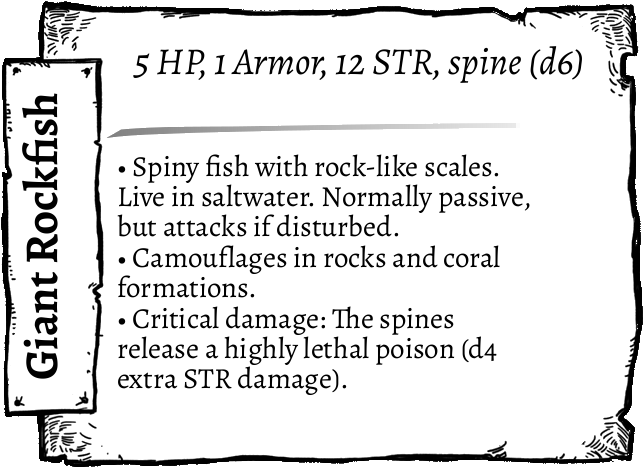 Giant Rockfish
5 HP, 1 Armor, 12 STR, spine (d6)
• Spiny fish with rock-like scales.
Live in saltwater. Normally passive,
but attacks if disturbed.
• Camouflages in rocks and coral
formations.
• Critical damage: The spines
release a highly lethal poison (d4
extra STR damage).